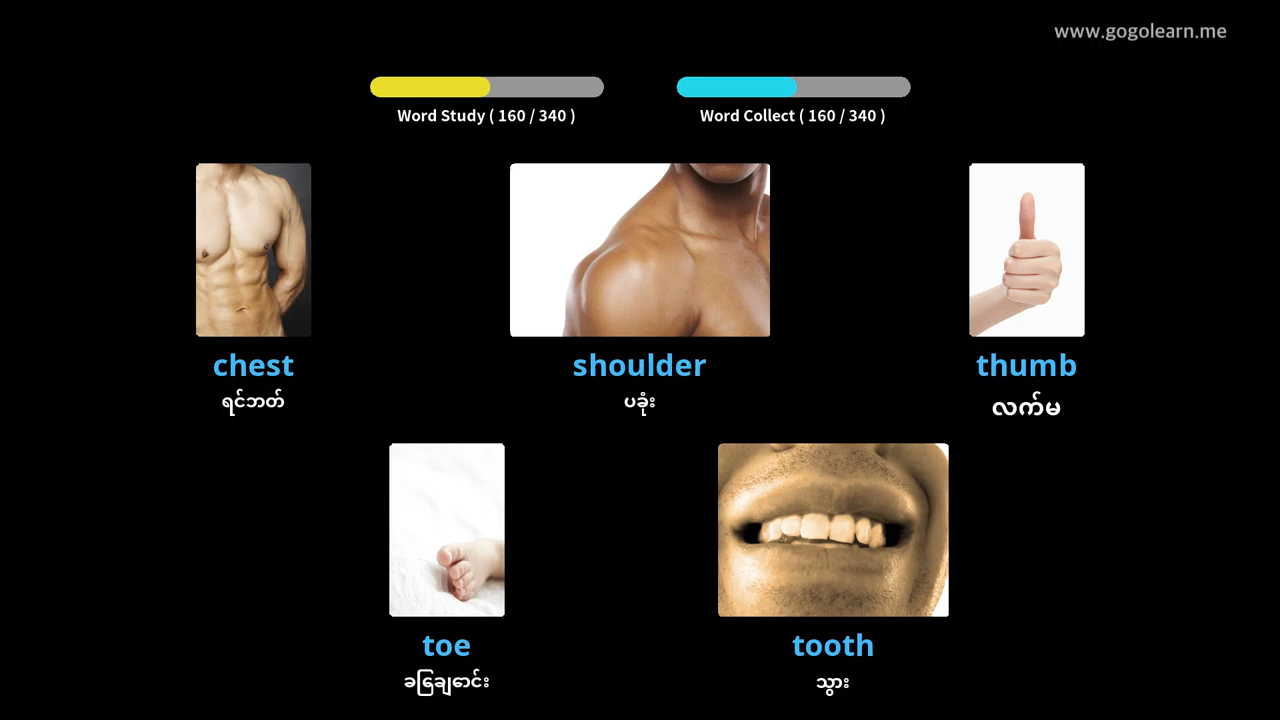 www.gogolearn.me
Word Study ( 160 / 340 )
Word Collect ( 160 / 340 )
chest
ရင်ဘတ်
shoulder
ပခုံး
thumb
လက်မ
toe
ခြေချောင်း
tooth
သွား